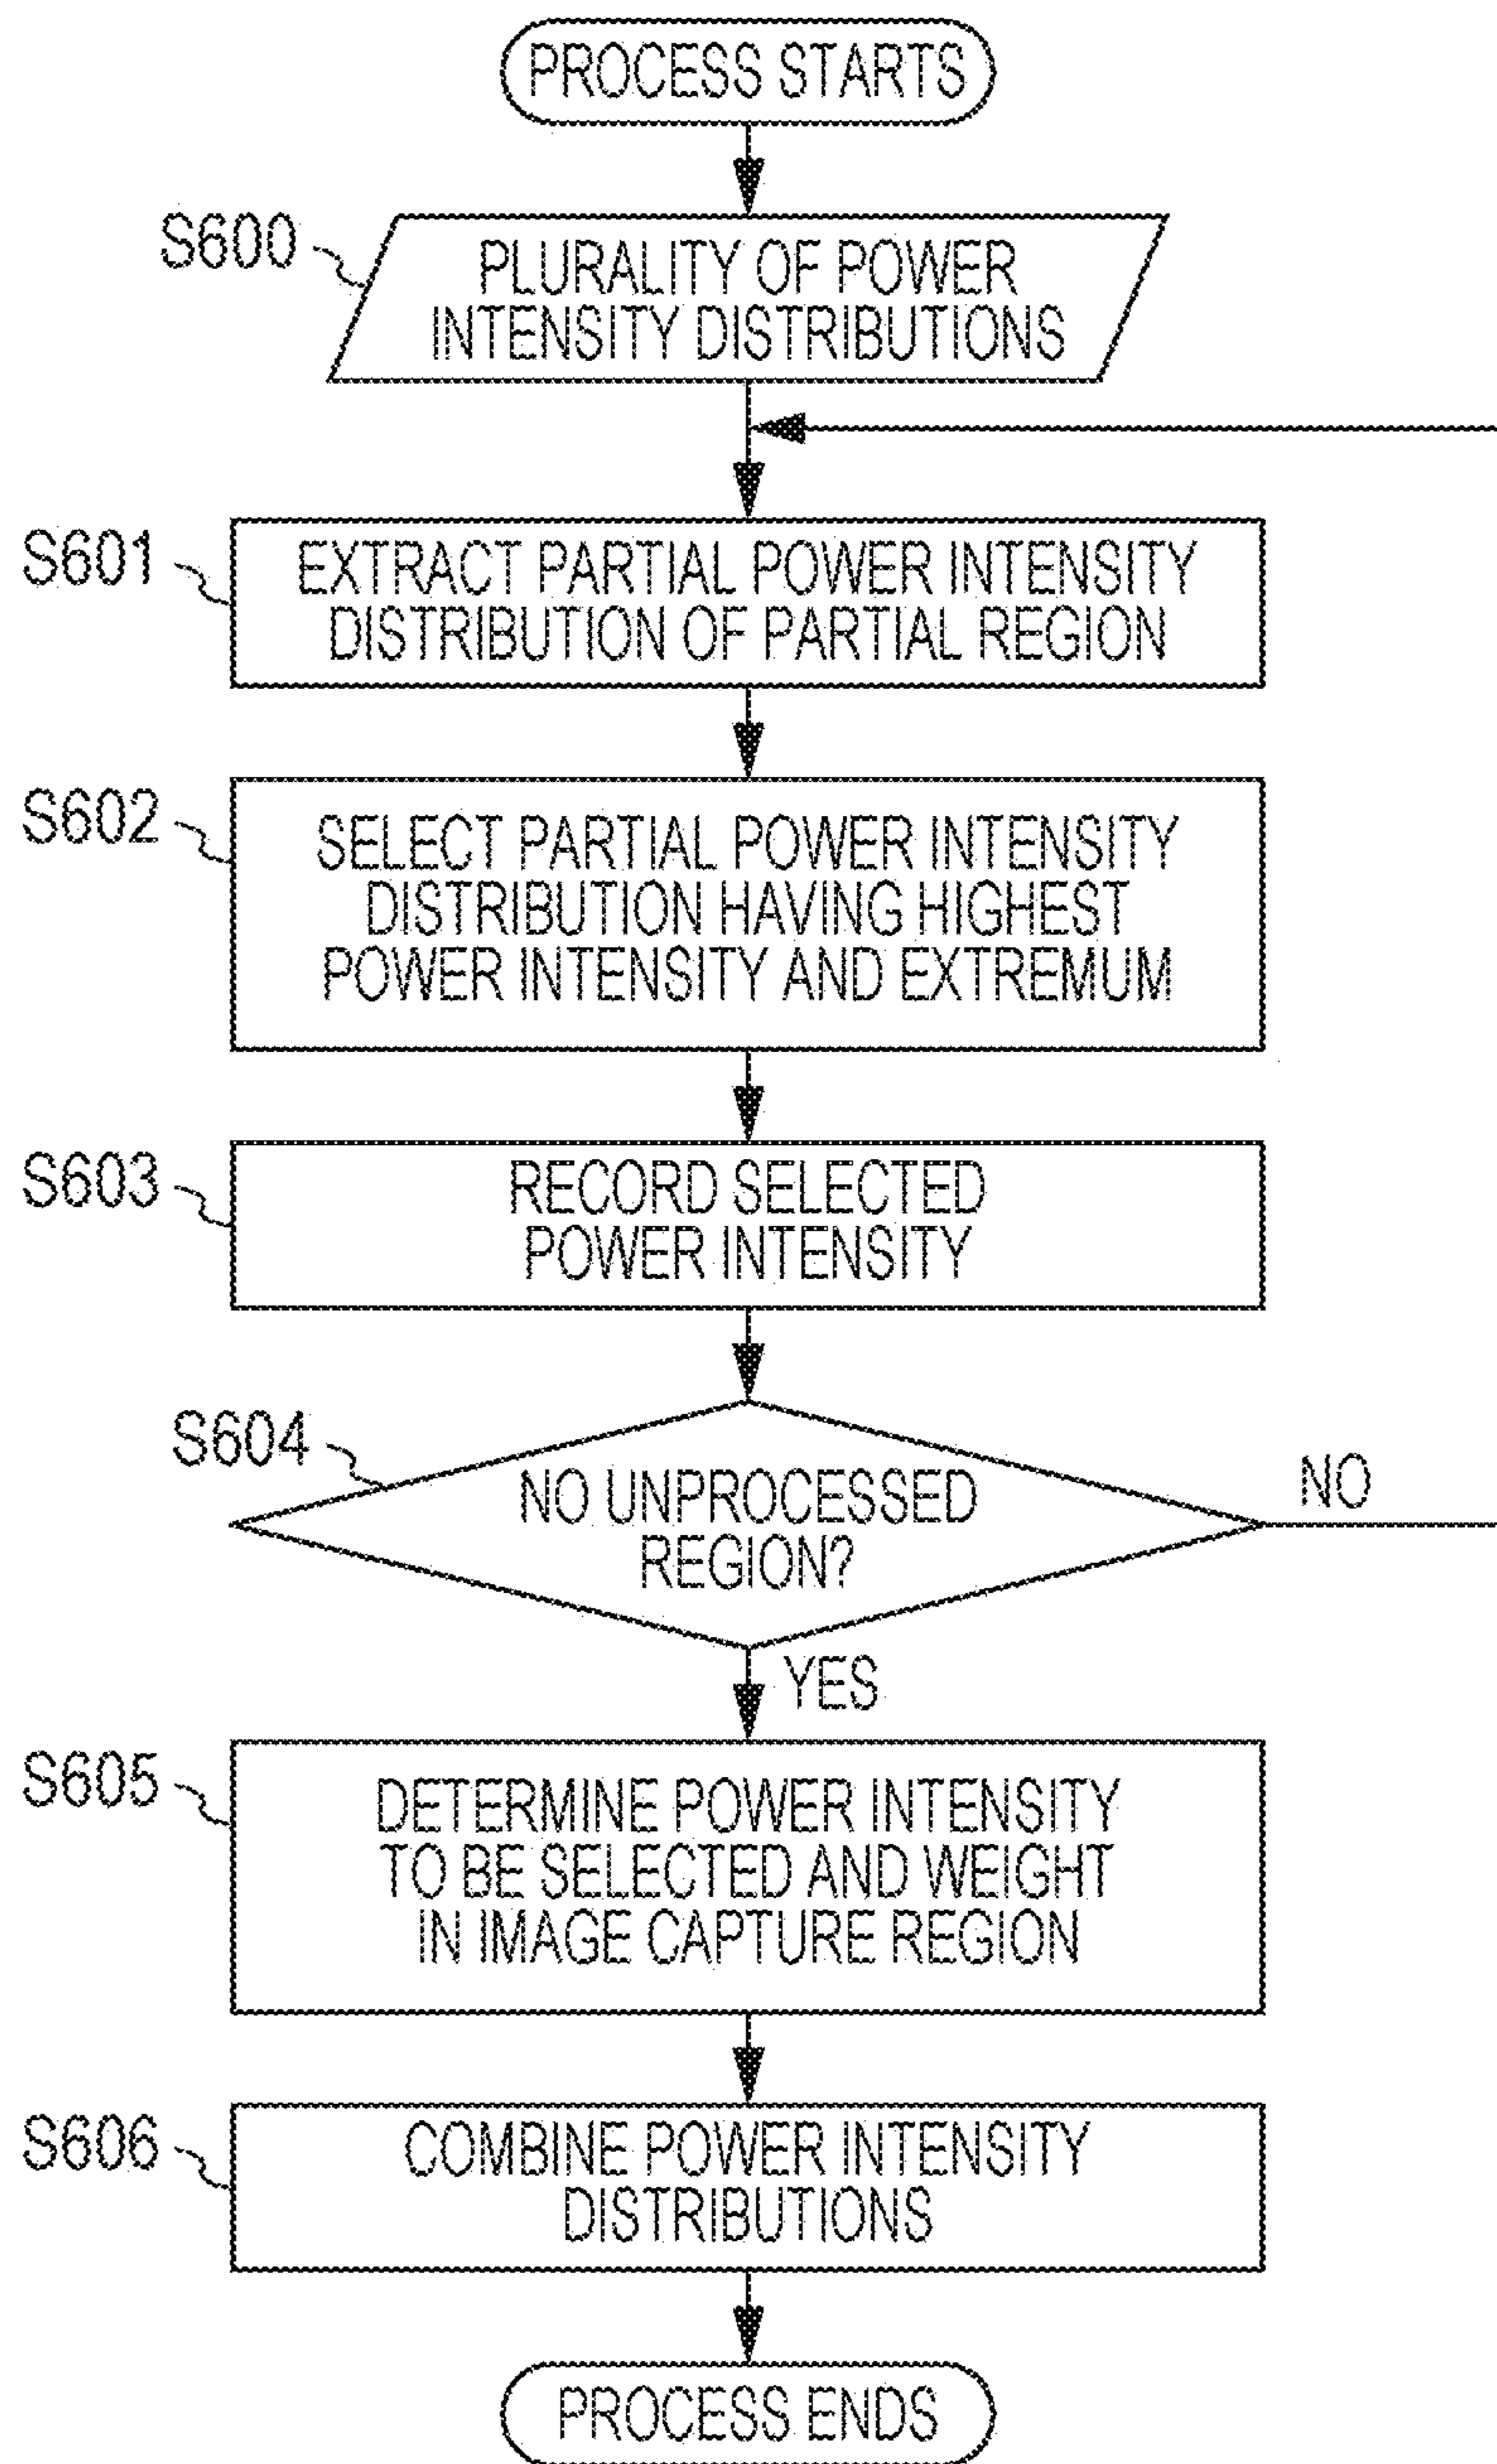 PROCESS STARTS
S600
PLURALITY OF POWER
INTENSITY DISTRIBUTIONS
S601
EXTRACT PARTIAL POWER INTENSITY
DISTRIBUTION OF PARTIAL REGION
S602
SELECT PARTIAL POWER INTENSITY
DISTRIBUTION HAVING HIGHEST
POWER INTENSITY AND EXTREMUM
S603
RECORD SELECTED
POWER INTENSITY
S604
NO UNPROCESSED
REGION?
NO
YES
S605
DETERMINE POWER INTENSITY
TO BE SELECTED AND WEIGHT
IN IMAGE CAPTURE REGION
S606
COMBINE POWER INTENSITY
DISTRIBUTIONS
PROCESS ENDS